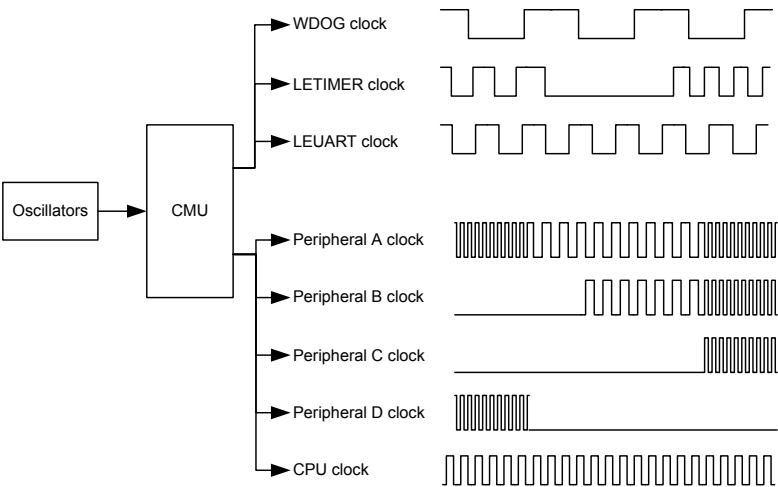 WDOG clock
LETIMER clock
LEUART clock
Oscillators
CMU
Peripheral A clock
Peripheral B clock
Peripheral C clock
Peripheral D clock
CPU clock